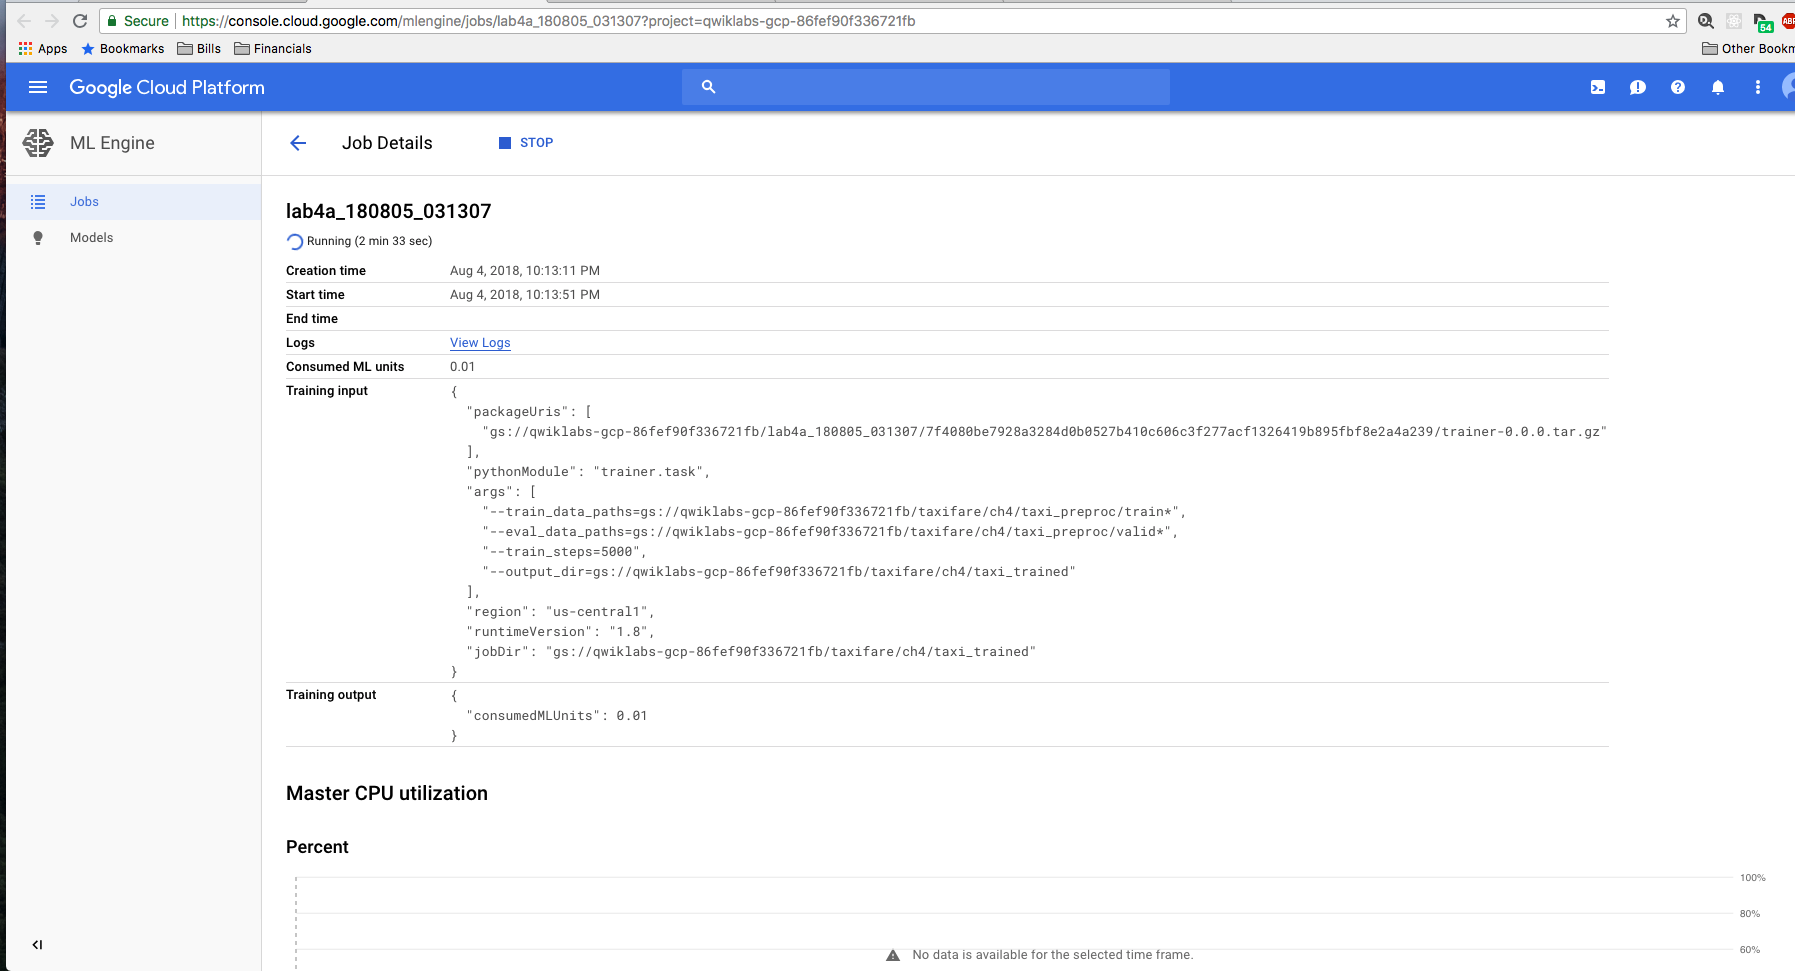 Secure https://console.cloud.google.com/mlengine/jobs/lab4a_180805_031307?project=qwiklabs-gcp-86fef90f336721fb
54 ABP
Apps Bookmarks Bills Financials Other Bookm
Google Cloud Platform
ML Engine
Job Details STOP
Jobs
Models
lab4a_180805_031307
Running (2 min 33 sec)
Creation time Aug 4, 2018, 10:13:11 PM
Start time Aug 4, 2018, 10:13:51 PM
End time
Logs View Logs
Consumed ML units 0.01
Training input {
"packageUris": [
"gs://qwiklabs-gcp-86fef90f336721fb/lab4a_180805_031307/7f4080be7928a3284d0b0527b410c606c3f277acf1326419b895fbf8e2a4a239/trainer-0.0.0.tar.gz"
],
"pythonModule": "trainer.task",
"args": [
"--train_data_paths=gs://qwiklabs-gcp-86fef90f336721fb/taxifare/ch4/taxi_preproc/train*",
"--eval_data_paths=gs://qwiklabs-gcp-86fef90f336721fb/taxifare/ch4/taxi_preproc/valid*",
"--train_steps=5000",
"--output_dir=gs://qwiklabs-gcp-86fef90f336721fb/taxifare/ch4/taxi_trained"
],
"region": "us-central1",
"runtimeVersion": "1.8",
"jobDir": "gs://qwiklabs-gcp-86fef90f336721fb/taxifare/ch4/taxi_trained"
}
Training output {
"consumedMLUnits": 0.01
}
Master CPU utilization
Percent
100%
80%
60%
No data is available for the selected time frame.